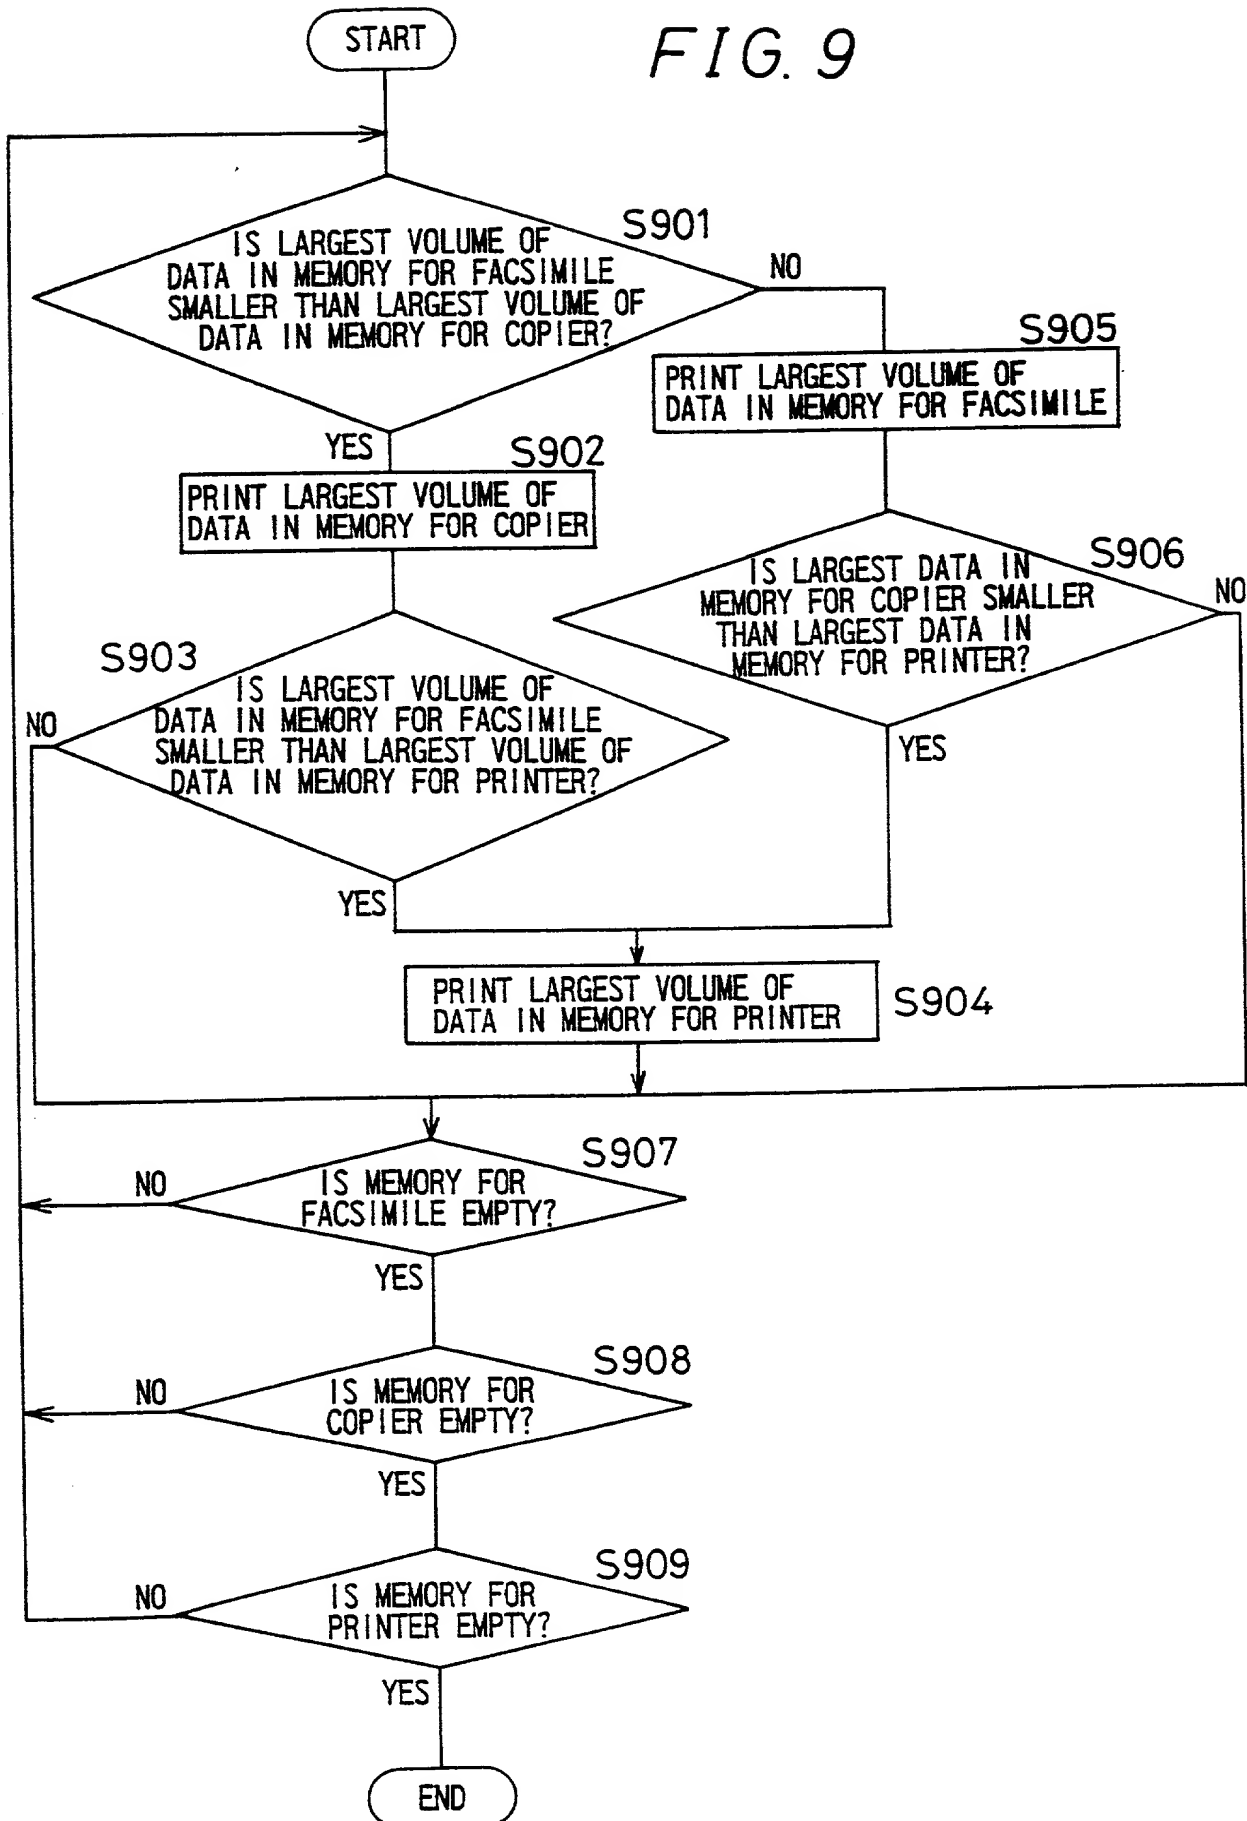 START
FIG. 9
S901
IS LARGEST VOLUME OF
DATA IN MEMORY FOR FACSIMILE
SMALLER THAN LARGEST VOLUME OF
DATA IN MEMORY FOR COPIER?
NO
YES
S905
PRINT LARGEST VOLUME OF
DATA IN MEMORY FOR FACSIMILE
S902
PRINT LARGEST VOLUME OF
DATA IN MEMORY FOR COPIER
S906
IS LARGEST DATA IN
MEMORY FOR COPIER SMALLER
THAN LARGEST DATA IN
MEMORY FOR PRINTER?
NO
YES
S903
IS LARGEST VOLUME OF
DATA IN MEMORY FOR FACSIMILE
SMALLER THAN LARGEST VOLUME OF
DATA IN MEMORY FOR PRINTER?
NO
YES
PRINT LARGEST VOLUME OF
DATA IN MEMORY FOR PRINTER
S904
S907
IS MEMORY FOR
FACSIMILE EMPTY?
NO
YES
S908
IS MEMORY FOR
COPIER EMPTY?
NO
YES
S909
IS MEMORY FOR
PRINTER EMPTY?
NO
YES
END